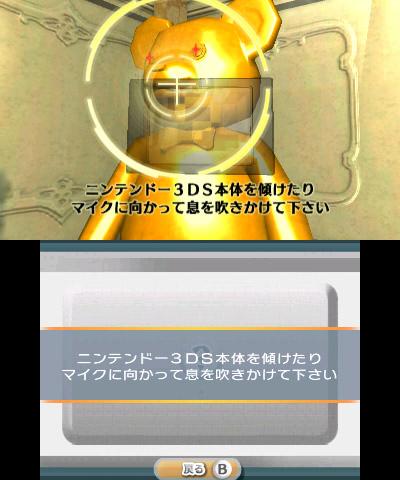 ニンテンドー３ＤＳ本体を傾けたり
マイクに向かって息を吹きかけて下さい
ニンテンドー３ＤＳ本体を傾けたり
マイクに向かって息を吹きかけて下さい
戻る B